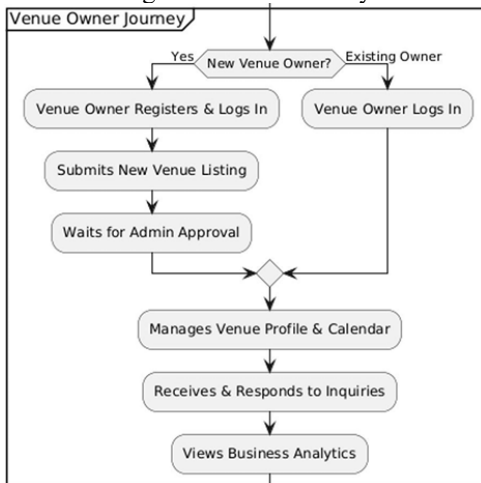 Venue Owner Journey
Yes
New Venue Owner?
Existing Owner
Venue Owner Registers & Logs In
Venue Owner Logs In
Submits New Venue Listing
Waits for Admin Approval
Manages Venue Profile & Calendar
Receives & Responds to Inquiries
Views Business Analytics